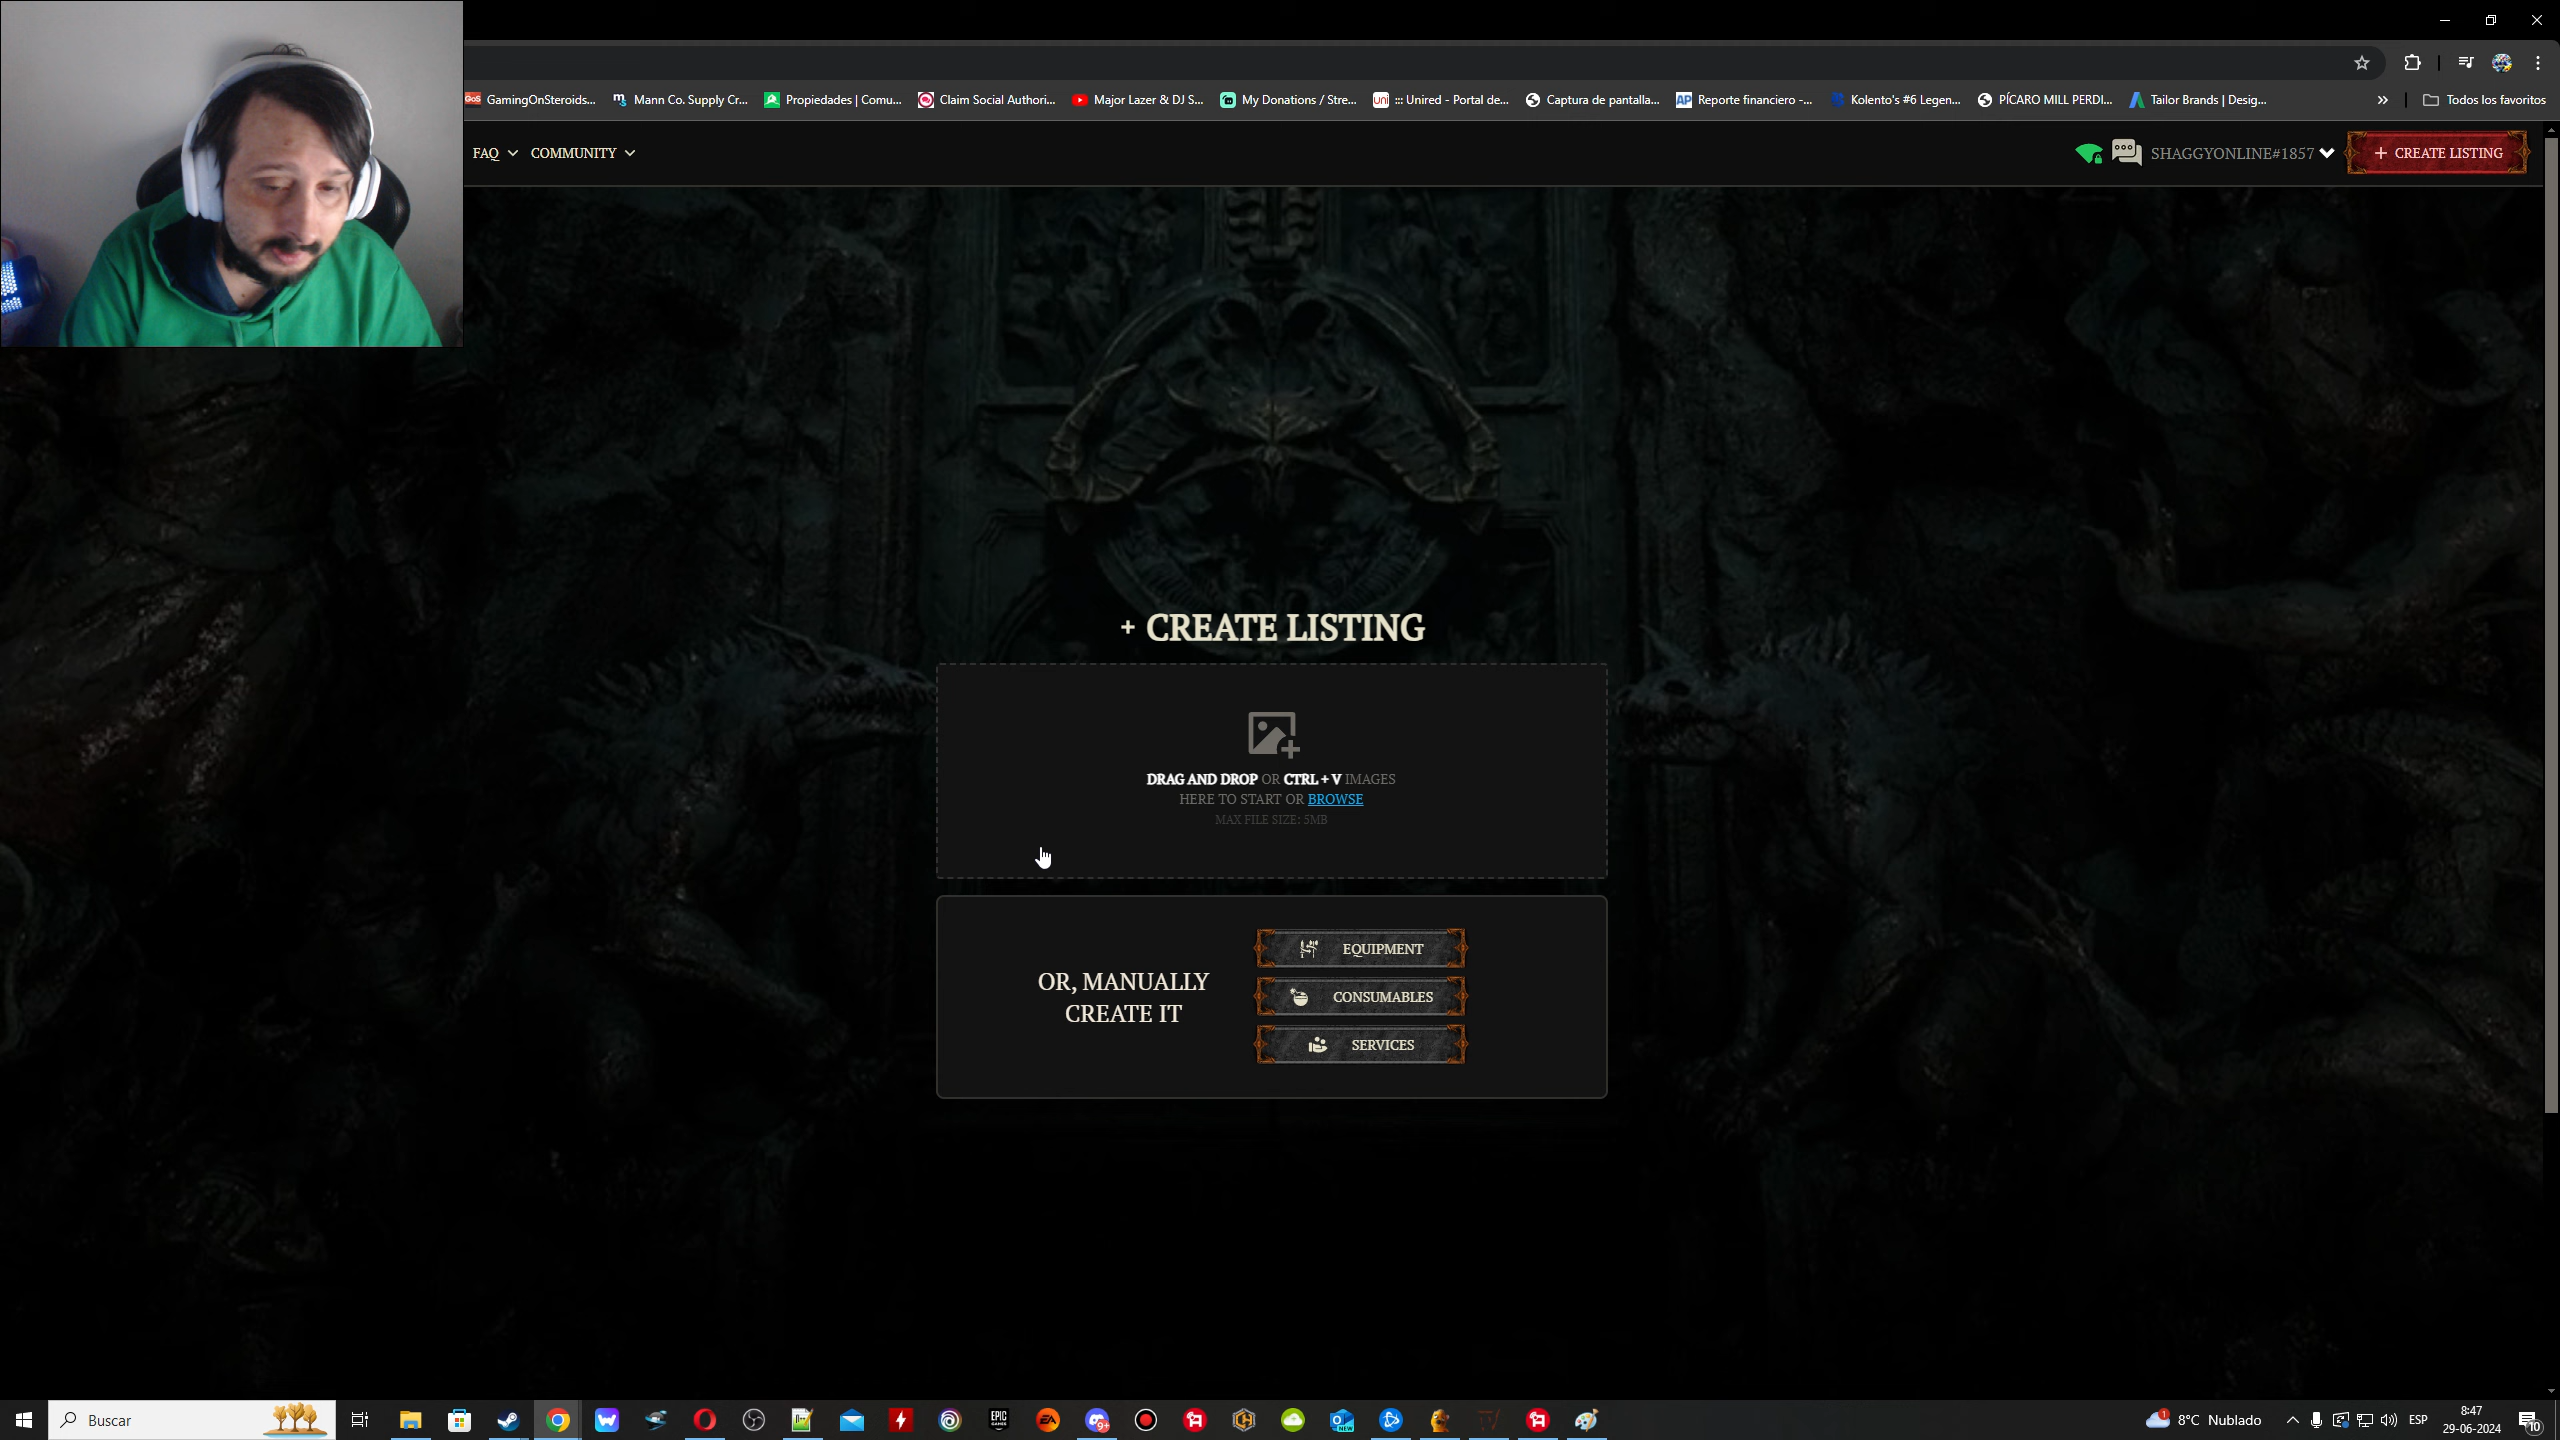 GamingOnSteroids...
Mann Co. Supply Cr...
Propiedades | Comu...
Claim Social Authori...
Major Lazer & DJ S...
My Donations / Stre...
::: Unired - Portal de...
Captura de pantalla...
Reporte financiero -...
Kolento's #6 Legen...
PÍCARO MILL PERDI...
Tailor Brands | Desig...
»
Todos los favoritos
FAQ
COMMUNITY
SHAGGYONLINE#1857
+ CREATE LISTING
+ CREATE LISTING
DRAG AND DROP OR CTRL + V IMAGES
HERE TO START OR BROWSE
MAX FILE SIZE: 5MB
OR, MANUALLY
CREATE IT
EQUIPMENT
CONSUMABLES
SERVICES
Buscar
8°C Nublado
ESP
8:47
29-06-2024
10